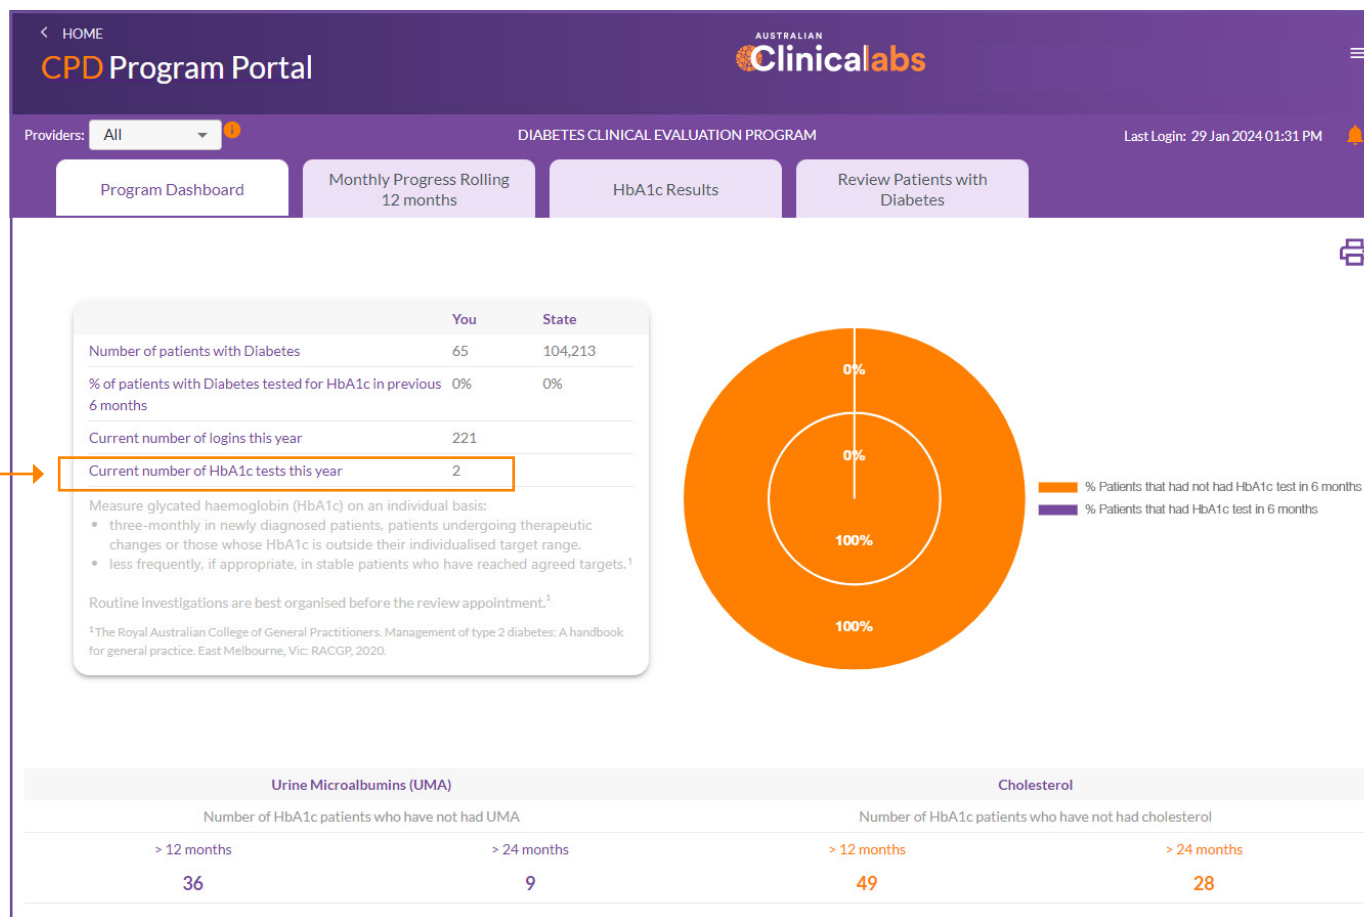 HOME
CPD Program Portal
AUSTRALIAN
Clinicalabs
Providers: All
DIABETES CLINICAL EVALUATION PROGRAM
Last Login: 29 Jan 2024 01:31 PM
Program Dashboard
Monthly Progress Rolling
12 months
HbA1c Results
Review Patients with
Diabetes
You State
Number of patients with Diabetes 65 104,213
% of patients with Diabetes tested for HbA1c in previous 0% 0%
6 months
Current number of logins this year 221
Current number of HbA1c tests this year 2
Measure glycated haemoglobin (HbA1c) on an individual basis:
• three-monthly in newly diagnosed patients, patients undergoing therapeutic
changes or those whose HbA1c is outside their individualised target range.
• less frequently, if appropriate, in stable patients who have reached agreed targets.¹
Routine investigations are best organised before the review appointment.¹
¹The Royal Australian College of General Practitioners. Management of type 2 diabetes: A handbook
for general practice. East Melbourne, Vic: RACGP, 2020.
0%
0%
100%
100%
% Patients that had not had HbA1c test in 6 months
% Patients that had HbA1c test in 6 months
Urine Microalbumins (UMA) Cholesterol
Number of HbA1c patients who have not had UMA Number of HbA1c patients who have not had cholesterol
> 12 months > 24 months > 12 months > 24 months
36 9 49 28